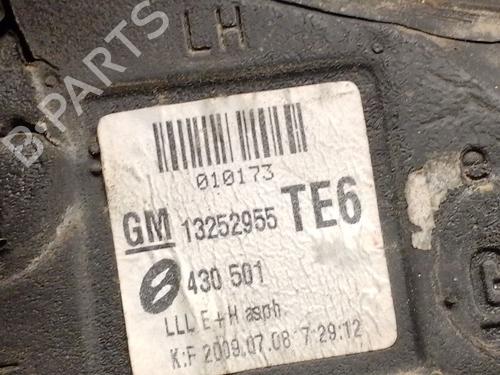 B-PARTS
LH
010173
GM 13252955 TE6
430 501
LLL E+H asph.
K:F 2009.07.08 7:29:12